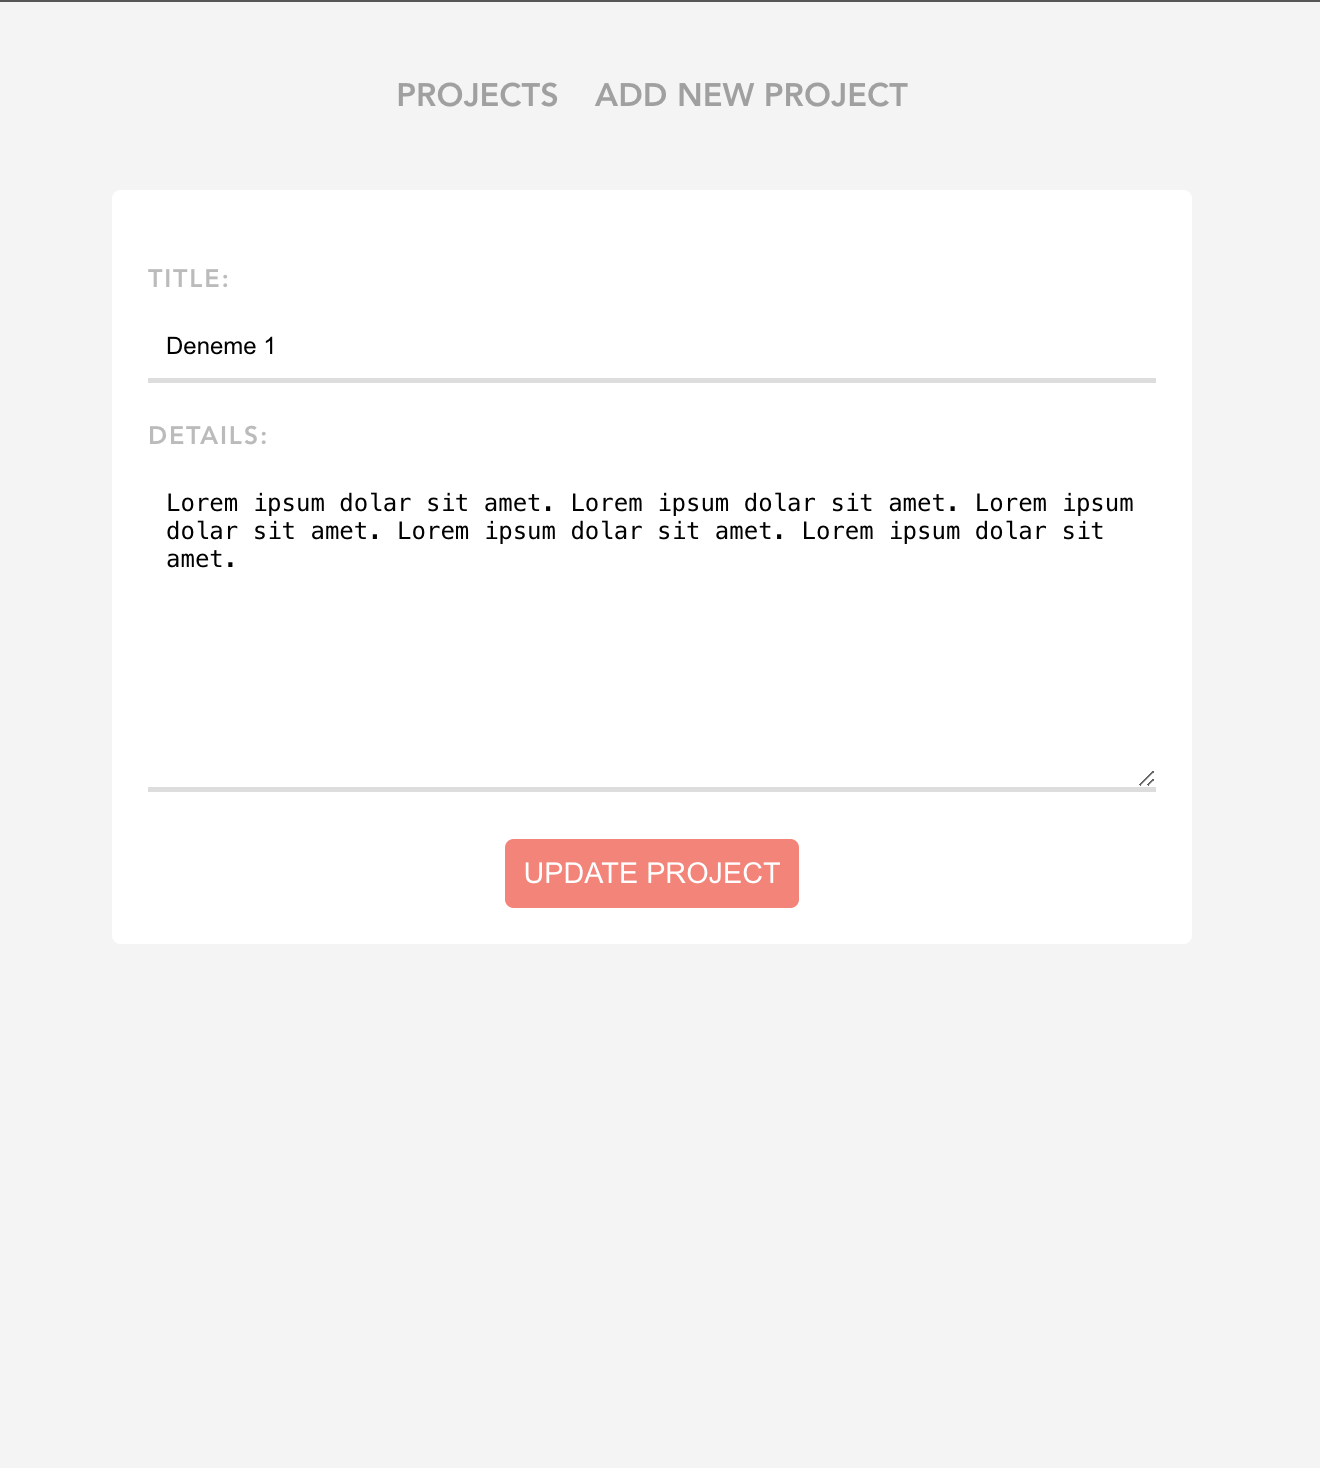 PROJECTS ADD NEW PROJECT
TITLE:
Deneme 1
DETAILS:
Lorem ipsum dolar sit amet. Lorem ipsum dolar sit amet. Lorem ipsum
dolar sit amet. Lorem ipsum dolar sit amet. Lorem ipsum dolar sit
amet.
UPDATE PROJECT